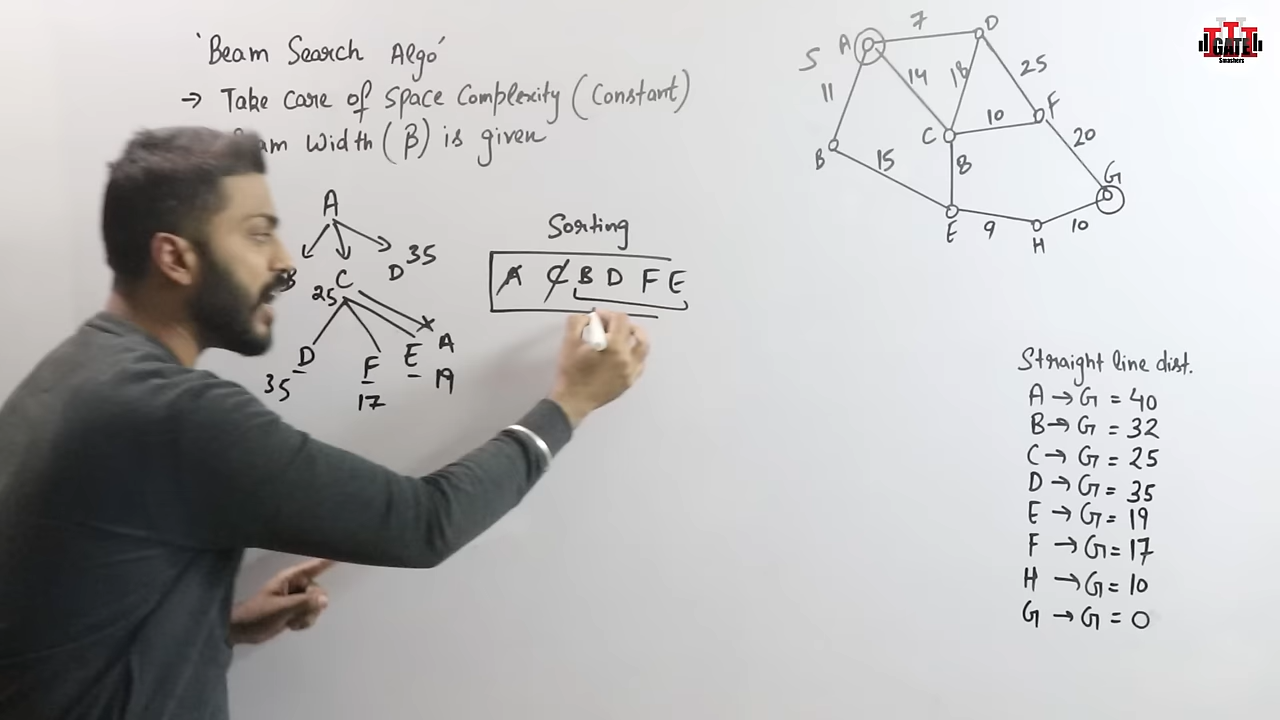 'Beam Search Algo'
→ Take care of Space Complexity (Constant)
Width (β) is given
A
B C D 35
25
D F E A
35 17 19
Sorting
A C B D F E
S A 7 D
11 14 18 25
B 15 C 10 F
8 20
E 9 H 10 G
Straight line dist.
A → G = 40
B → G = 32
C → G = 25
D → G = 35
E → G = 19
F → G = 17
H → G = 10
G → G = 0
GATE
Smashers